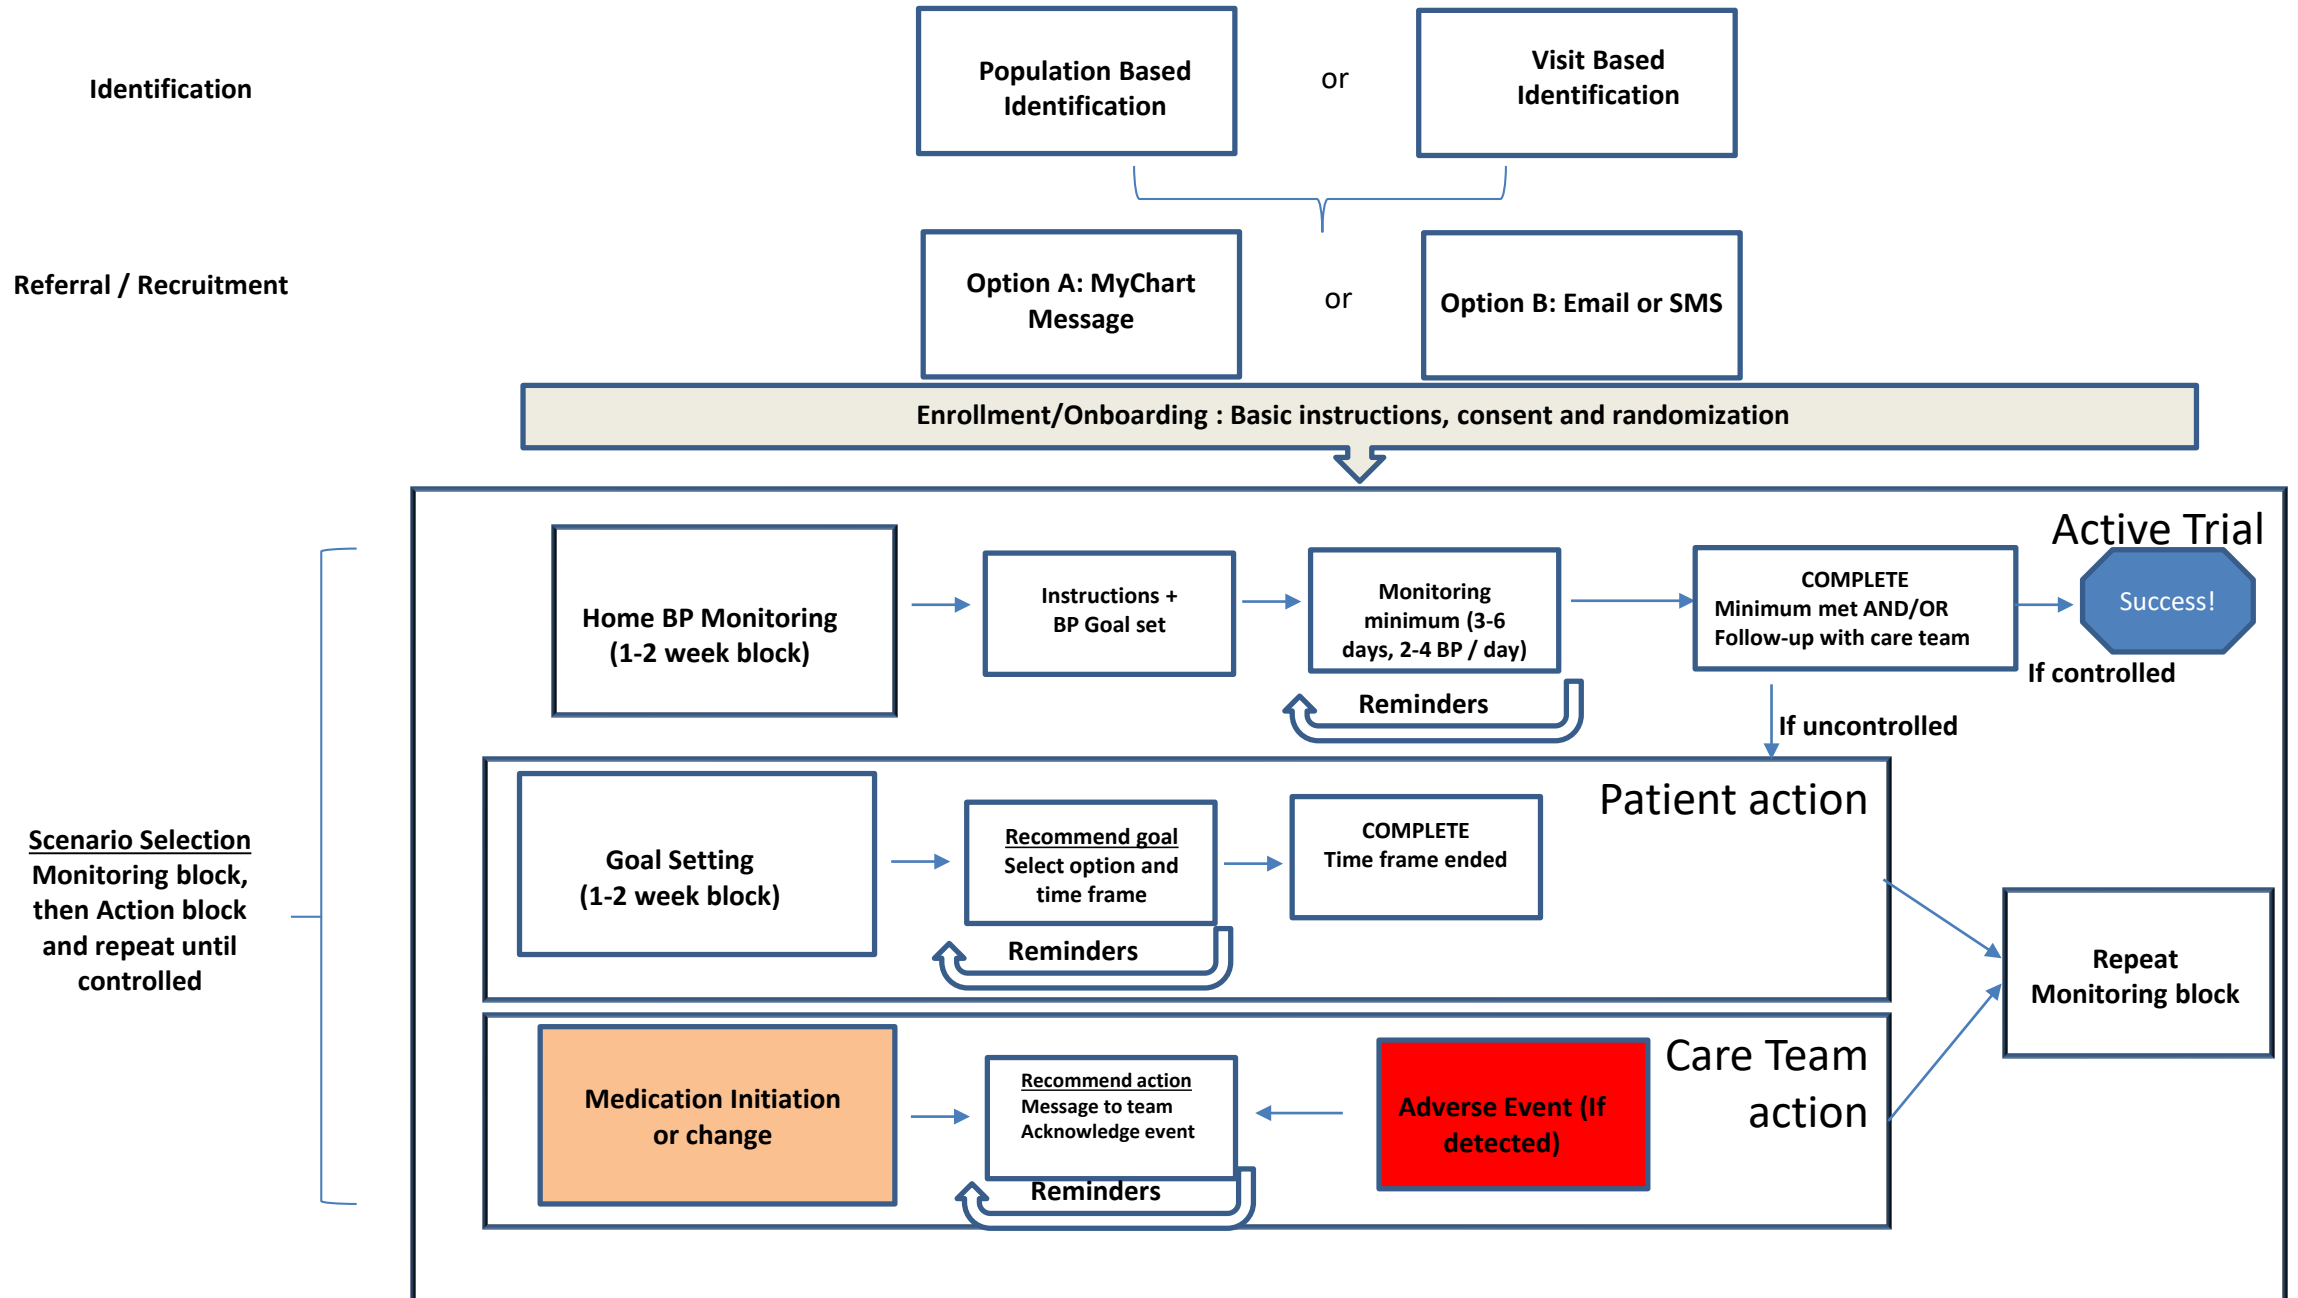 Identification
Population Based
Identification
or
Visit Based
Identification
Referral / Recruitment
Option A: MyChart
Message
or
Option B: Email or SMS
Enrollment/Onboarding : Basic instructions, consent and randomization
Active Trial
Home BP Monitoring
(1-2 week block)
Instructions +
BP Goal set
Monitoring
minimum (3-6
days, 2-4 BP / day)
Reminders
COMPLETE
Minimum met AND/OR
Follow-up with care team
Success!
If controlled
If uncontrolled
Scenario Selection
Monitoring block,
then Action block
and repeat until
controlled
Patient action
Goal Setting
(1-2 week block)
Recommend goal
Select option and
time frame
Reminders
COMPLETE
Time frame ended
Repeat
Monitoring block
Care Team
action
Medication Initiation
or change
Recommend action
Message to team
Acknowledge event
Reminders
Adverse Event (If
detected)